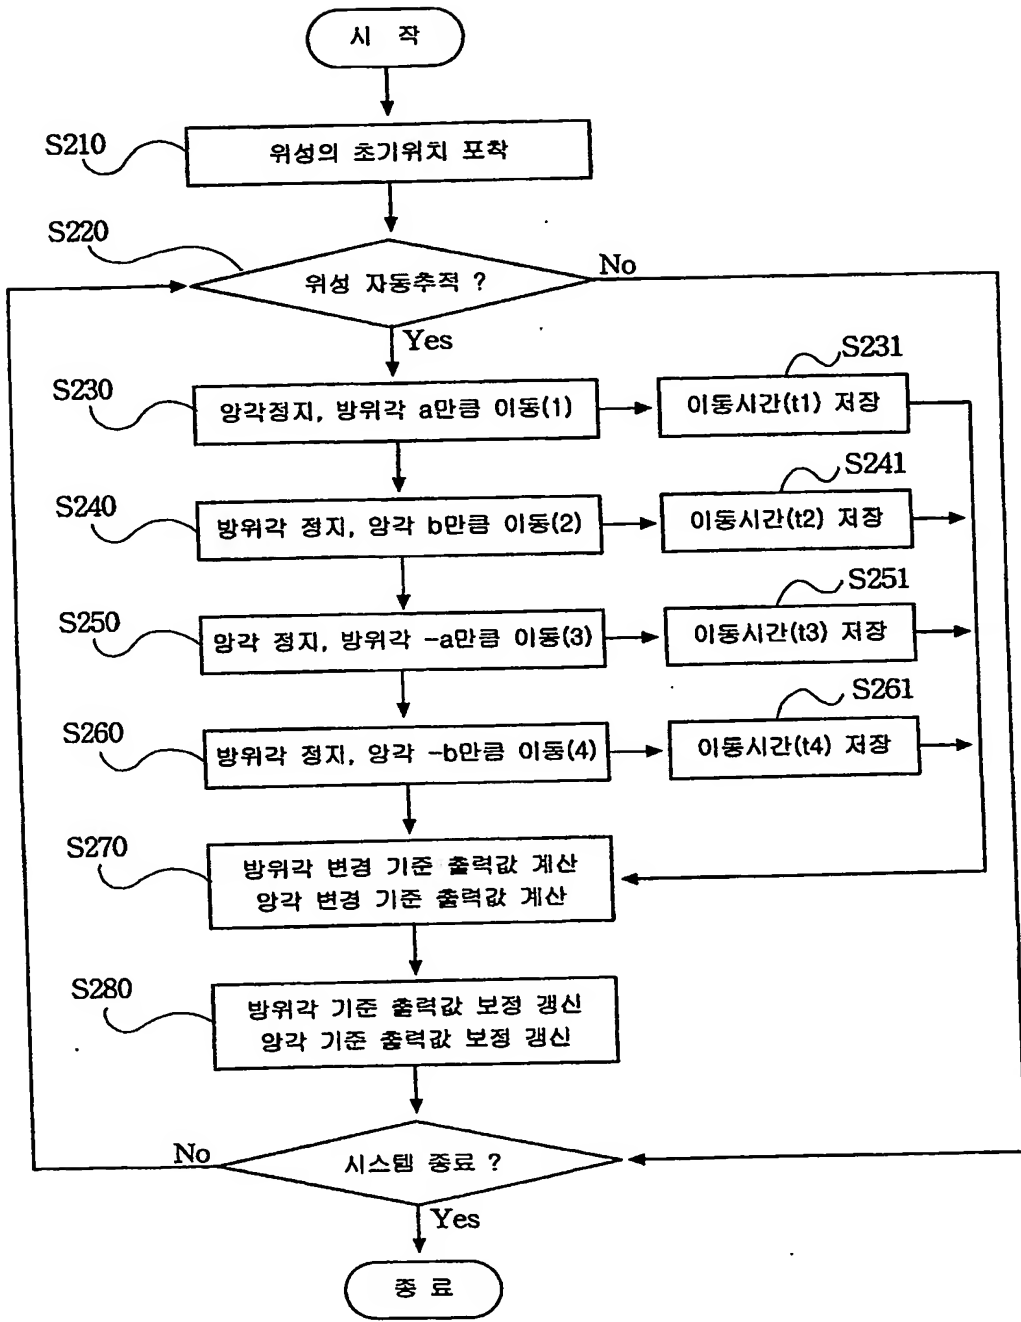 시 작
S210
위성의 초기위치 포착
S220
위성 자동추적 ?
No
Yes
S230
앙각정지, 방위각 a만큼 이동(1)
S231
이동시간(t1) 저장
S240
방위각 정지, 앙각 b만큼 이동(2)
S241
이동시간(t2) 저장
S250
앙각 정지, 방위각 -a만큼 이동(3)
S251
이동시간(t3) 저장
S260
방위각 정지, 앙각 -b만큼 이동(4)
S261
이동시간(t4) 저장
S270
방위각 변경 기준 출력값 계산
앙각 변경 기준 출력값 계산
S280
방위각 기준 출력값 보정 갱신
앙각 기준 출력값 보정 갱신
No
시스템 종료 ?
Yes
종 료